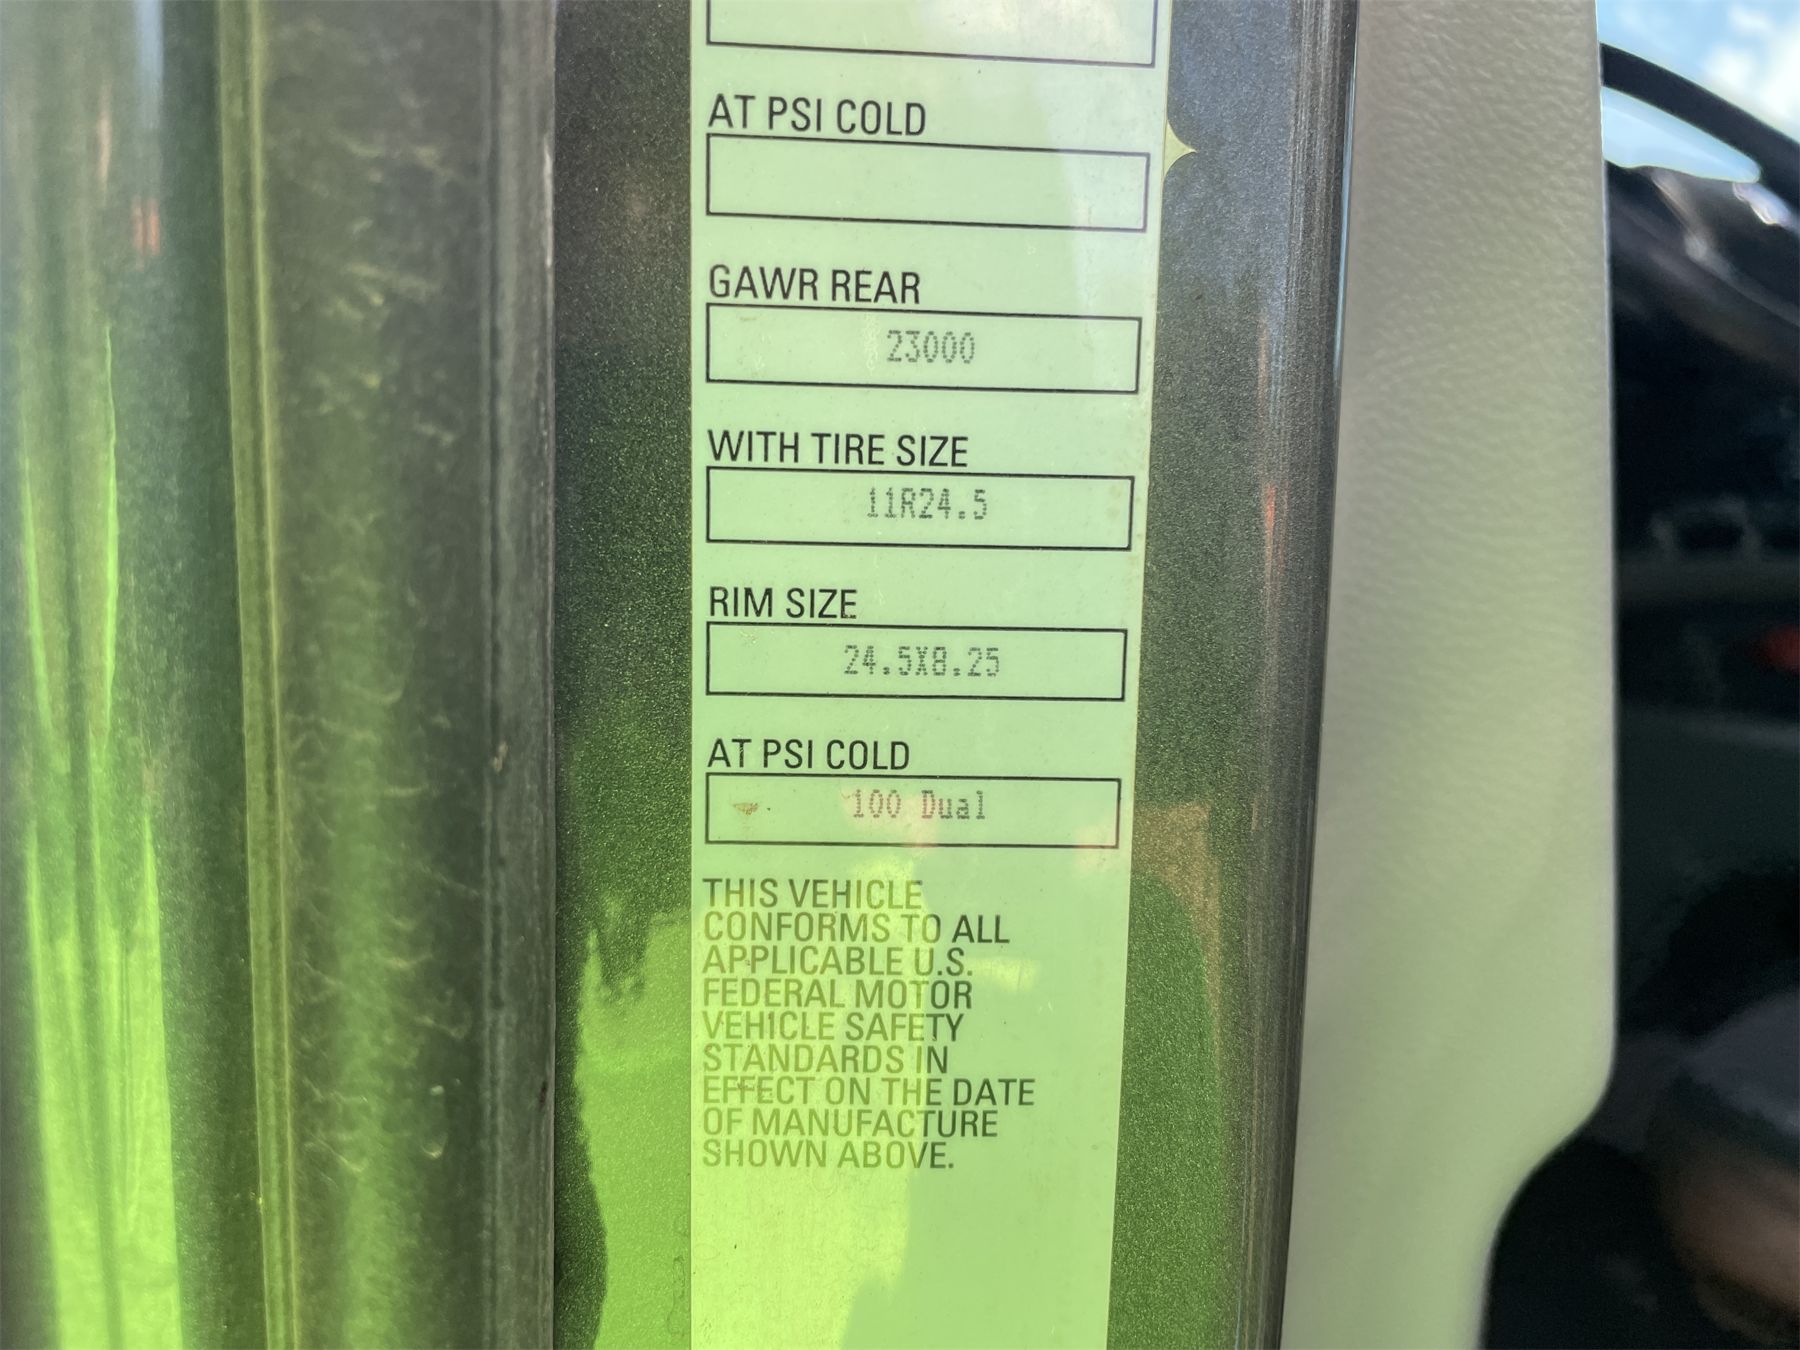 AT PSI COLD
GAWR REAR
23000
WITH TIRE SIZE
11R24.5
RIM SIZE
24.5X8.25
AT PSI COLD
100 Dual
THIS VEHICLE
CONFORMS TO ALL
APPLICABLE U.S.
FEDERAL MOTOR
VEHICLE SAFETY
STANDARDS IN
EFFECT ON THE DATE
OF MANUFACTURE
SHOWN ABOVE.